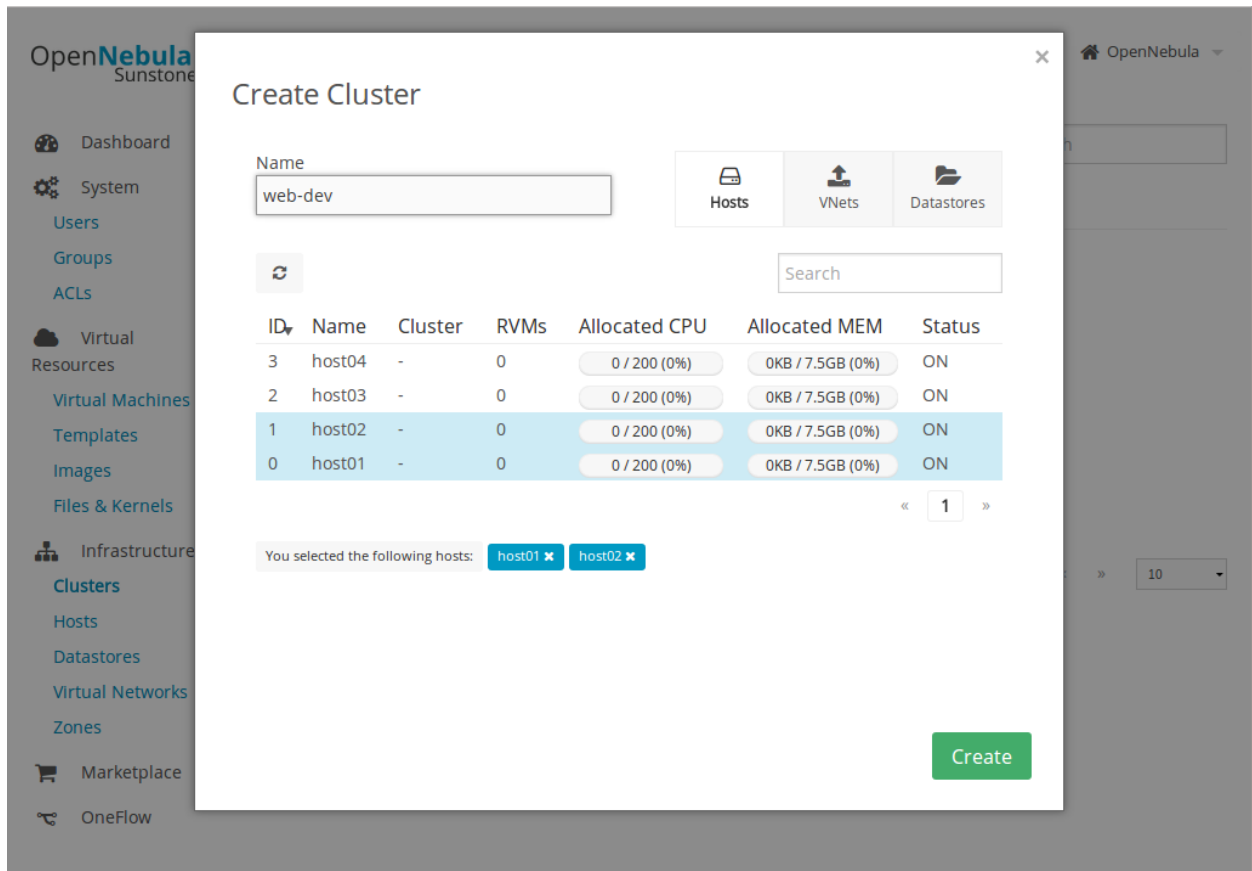 OpenNebula
Sunstone
OpenNebula
Dashboard
System
Users
Groups
ACLs
Virtual
Resources
Virtual Machines
Templates
Images
Files & Kernels
Infrastructure
Clusters
Hosts
Datastores
Virtual Networks
Zones
Marketplace
OneFlow
×
Create Cluster
Name
web-dev
Hosts VNets Datastores
Search
ID Name Cluster RVMs Allocated CPU Allocated MEM Status
3 host04 - 0 0 / 200 (0%) 0KB / 7.5GB (0%) ON
2 host03 - 0 0 / 200 (0%) 0KB / 7.5GB (0%) ON
1 host02 - 0 0 / 200 (0%) 0KB / 7.5GB (0%) ON
0 host01 - 0 0 / 200 (0%) 0KB / 7.5GB (0%) ON
« 1 »
You selected the following hosts: host01 × host02 ×
Create
» 10